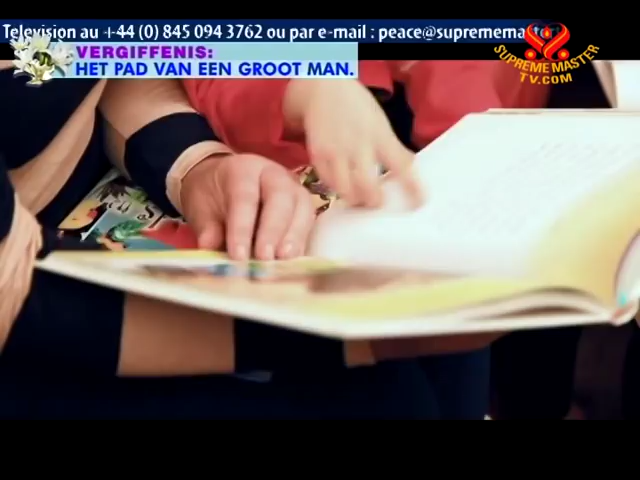 Television au +44 (0) 845 094 3762 ou par e-mail : peace@suprememaster
VERGIFFENIS:
HET PAD VAN EEN GROOT MAN.
SUPREME MASTER
TV.COM